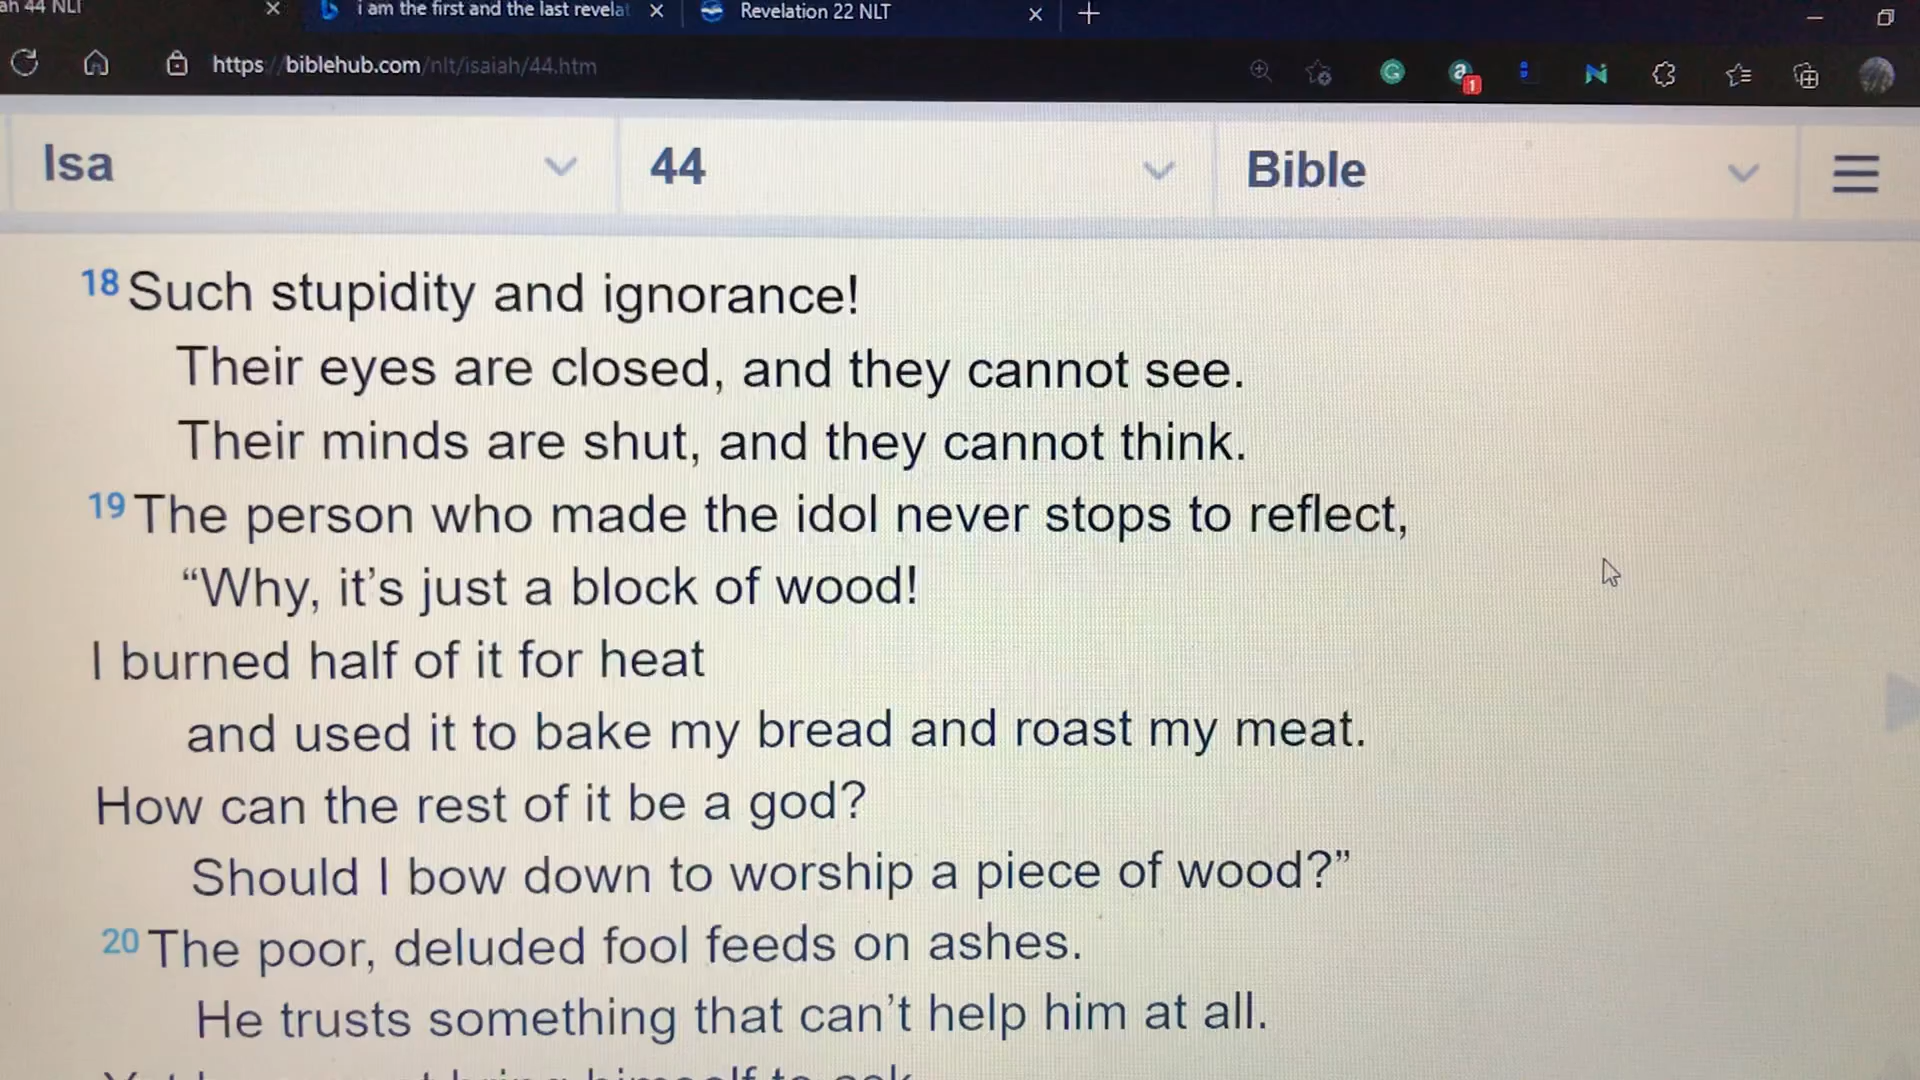 ah 44 NLT
i am the first and the last revelat
Revelation 22 NLT
https://biblehub.com/nlt/isaiah/44.htm
1
Isa
44
Bible
18 Such stupidity and ignorance!
Their eyes are closed, and they cannot see.
Their minds are shut, and they cannot think.
19 The person who made the idol never stops to reflect,
“Why, it’s just a block of wood!
I burned half of it for heat
and used it to bake my bread and roast my meat.
How can the rest of it be a god?
Should I bow down to worship a piece of wood?”
20 The poor, deluded fool feeds on ashes.
He trusts something that can’t help him at all.